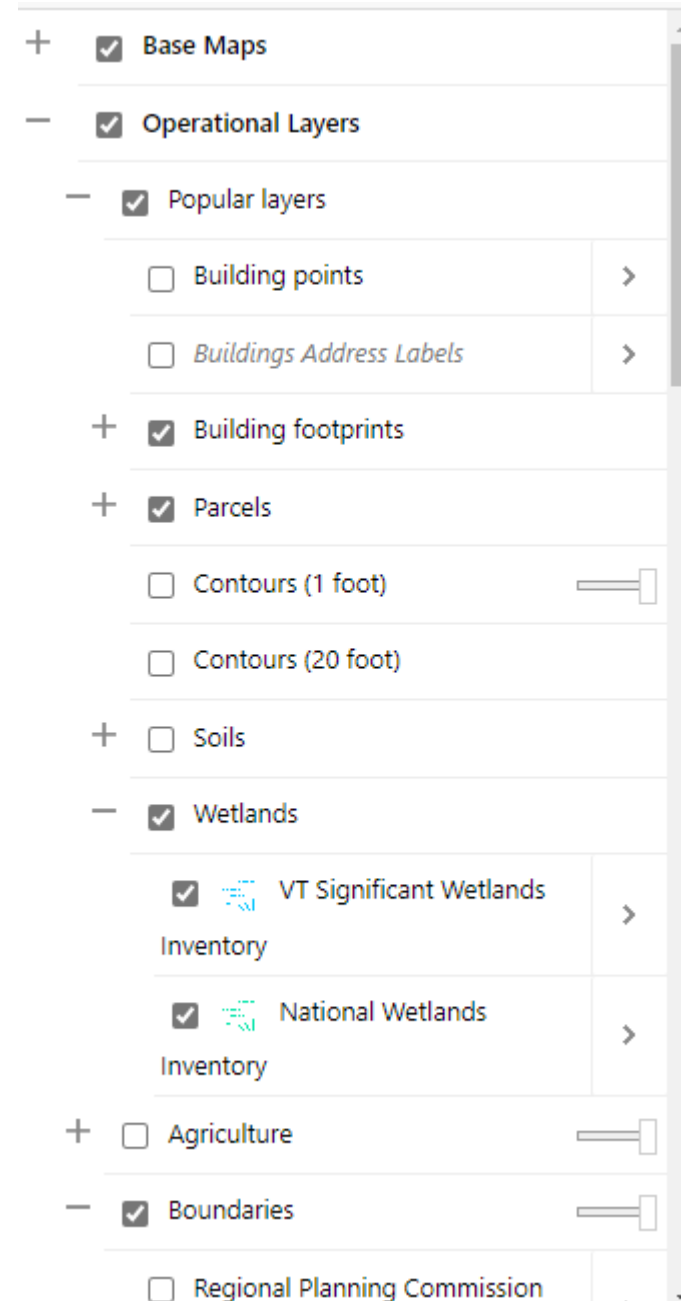 Base Maps
Operational Layers
Popular layers
Building points
Buildings Address Labels
Building footprints
Parcels
Contours (1 foot)
Contours (20 foot)
Soils
Wetlands
VT Significant Wetlands
Inventory
National Wetlands
Inventory
Agriculture
Boundaries
Regional Planning Commission